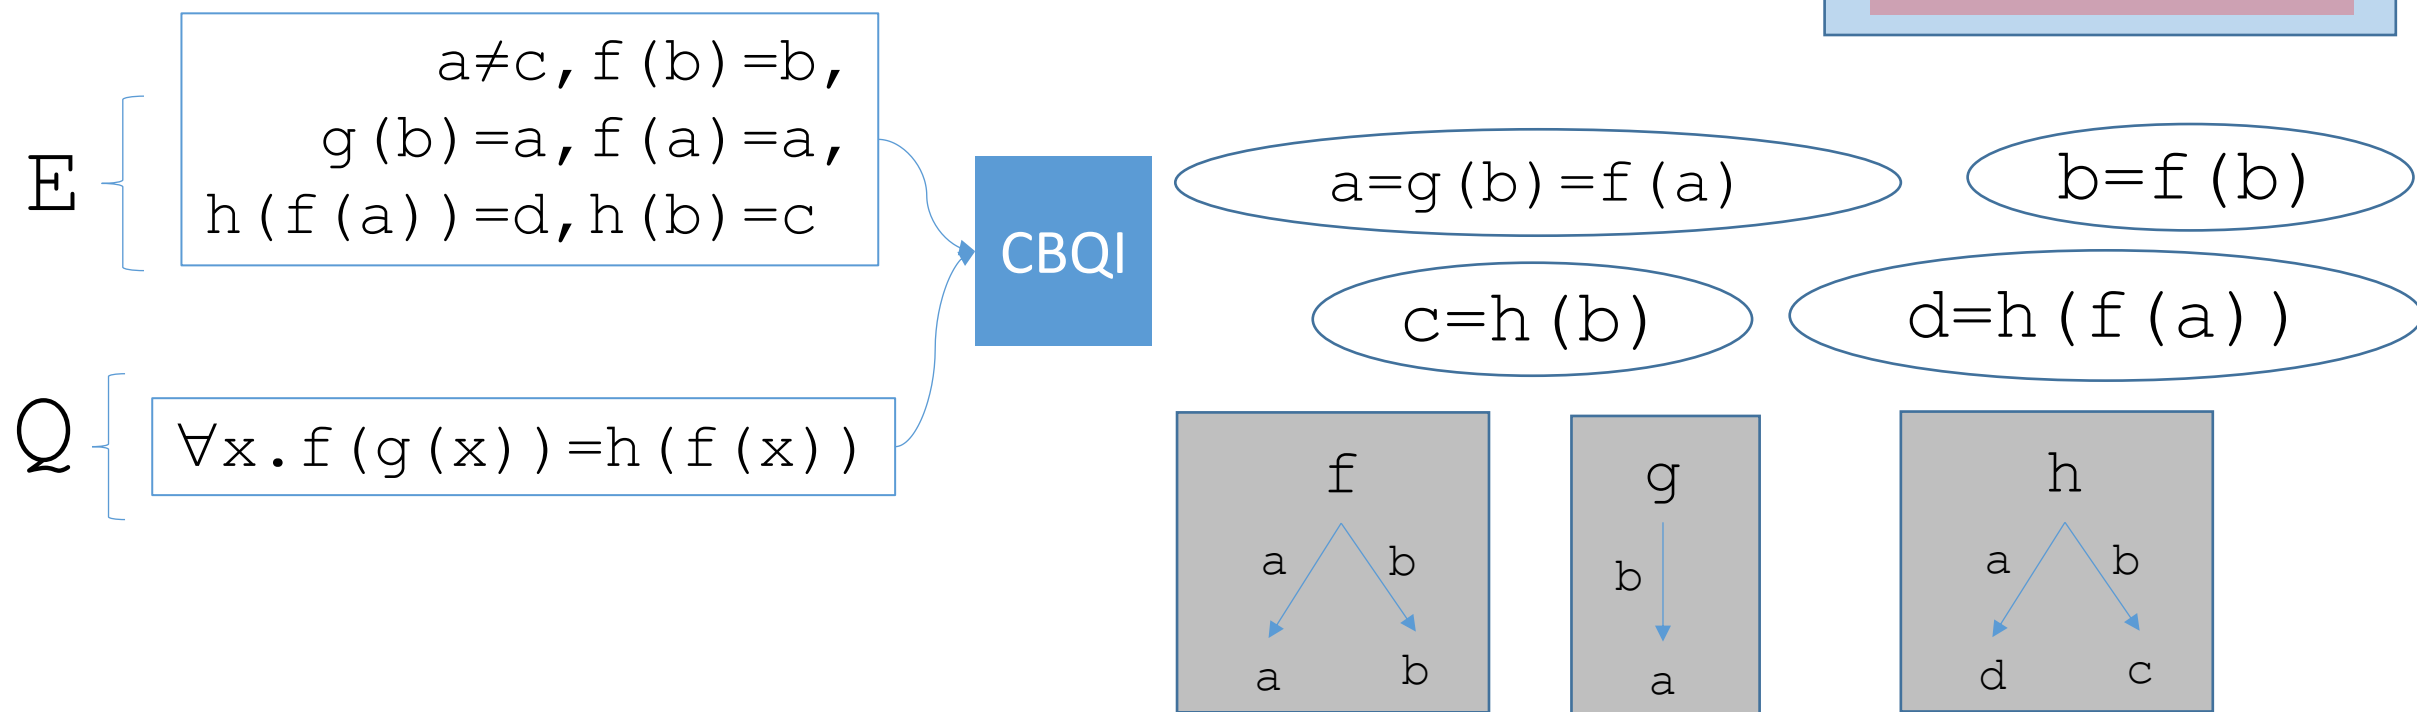 E
a≠c,f(b)=b,
g(b)=a,f(a)=a,
h(f(a))=d,h(b)=c
Q
∀x.f(g(x))=h(f(x))
CBQI
a=g(b)=f(a)
b=f(b)
c=h(b)
d=h(f(a))
f
a b
a b
g
b
a
h
a b
d c